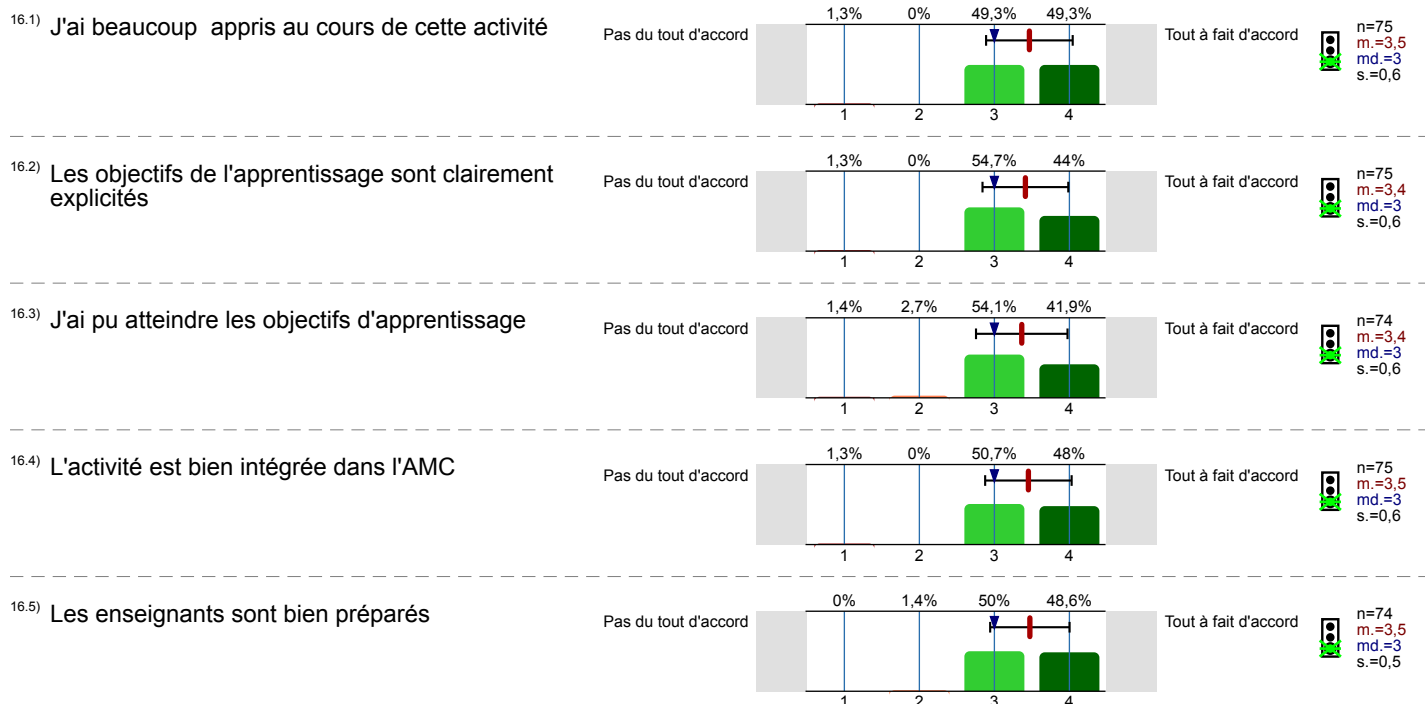 16.1) J'ai beaucoup appris au cours de cette activité
1,3% 0% 49,3% 49,3%
Pas du tout d'accord
Tout à fait d'accord
n=75
m.=3,5
md.=3
s.=0,6
1 2 3 4
16.2) Les objectifs de l'apprentissage sont clairement
explicités
1,3% 0% 54,7% 44%
Pas du tout d'accord
Tout à fait d'accord
n=75
m.=3,4
md.=3
s.=0,6
1 2 3 4
16.3) J'ai pu atteindre les objectifs d'apprentissage
1,4% 2,7% 54,1% 41,9%
Pas du tout d'accord
Tout à fait d'accord
n=74
m.=3,4
md.=3
s.=0,6
1 2 3 4
16.4) L'activité est bien intégrée dans l'AMC
1,3% 0% 50,7% 48%
Pas du tout d'accord
Tout à fait d'accord
n=75
m.=3,5
md.=3
s.=0,6
1 2 3 4
16.5) Les enseignants sont bien préparés
0% 1,4% 50% 48,6%
Pas du tout d'accord
Tout à fait d'accord
n=74
m.=3,5
md.=3
s.=0,5
1 2 3 4